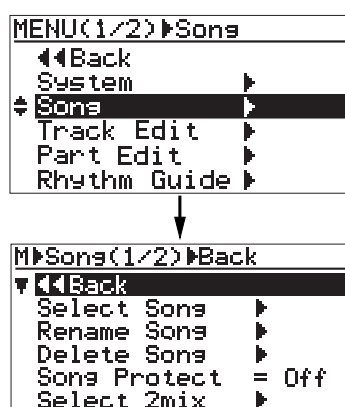 MENU(1/2)▶Song
◀◀Back
System ▶
Song ▶
Track Edit ▶
Part Edit ▶
Rhythm Guide ▶
M▶Song(1/2)▶Back
◀◀Back
Select Song ▶
Rename Song ▶
Delete Song ▶
Song Protect = Off
Select 2mix ▶